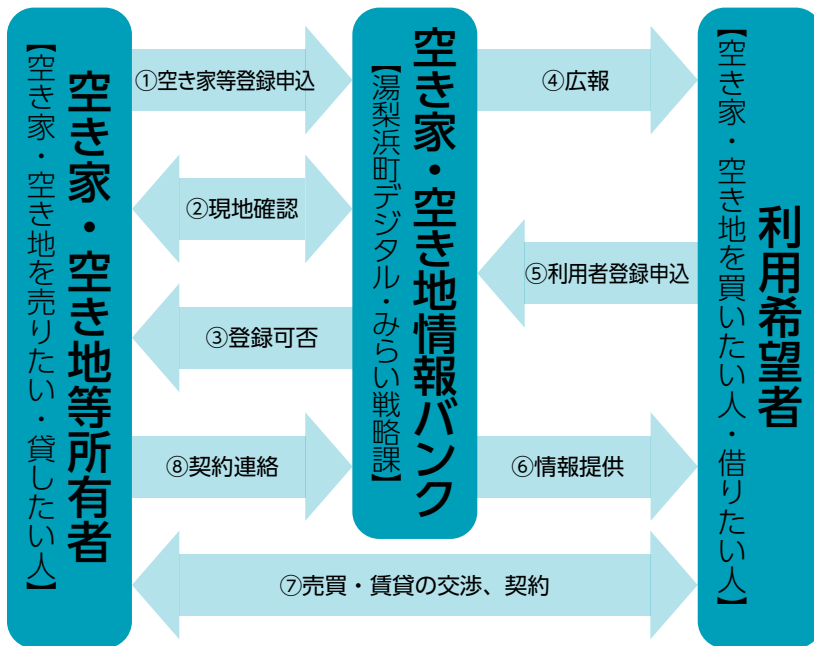 空き家・空き地等所有者
【空き家・空き地を売りたい・貸したい人】
①空き家等登録申込
②現地確認
③登録可否
⑧契約連絡
空き家・空き地情報バンク
【湯梨浜町デジタル・みらい戦略課】
④広報
⑤利用者登録申込
⑥情報提供
⑦売買・賃貸の交渉、契約
利用希望者
【空き家・空き地を買いたい人・借りたい人】